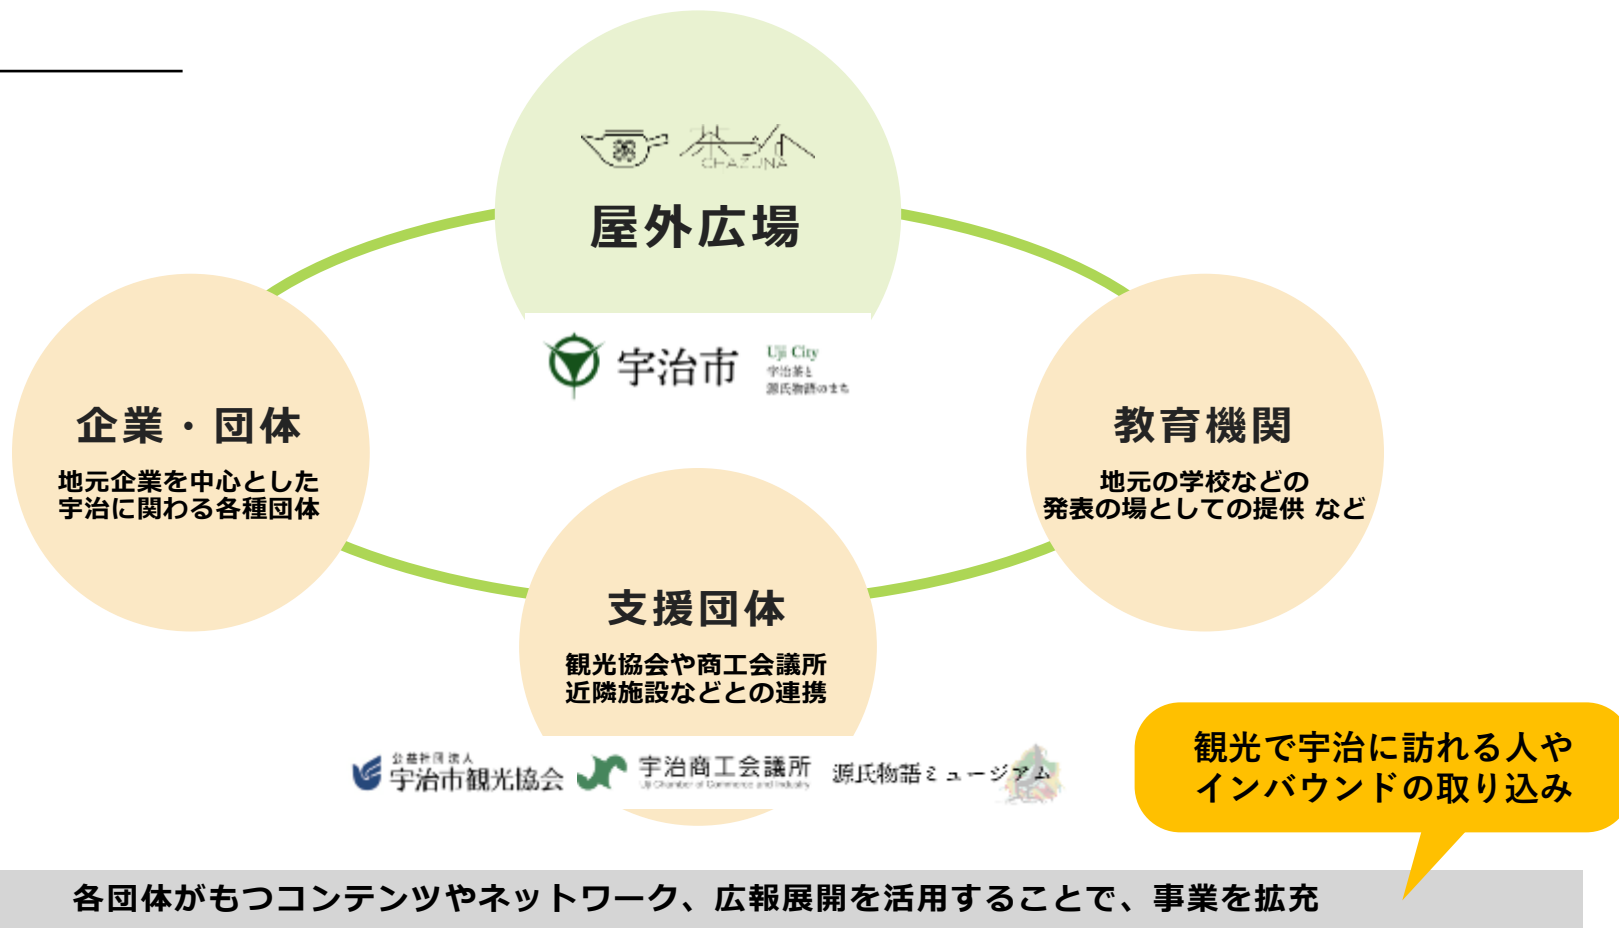 茶づな
CHAZUNA
屋外広場
宇治市
Uji City
宇治茶と
源氏物語のまち
企業・団体
地元企業を中心とした
宇治に関わる各種団体
教育機関
地元の学校などの
発表の場としての提供 など
支援団体
観光協会や商工会議所
近隣施設などとの連携
公益社団法人
宇治市観光協会
宇治商工会議所
Uji Chamber of Commerce and Industry
源氏物語ミュージアム
観光で宇治に訪れる人や
インバウンドの取り込み
各団体がもつコンテンツやネットワーク、広報展開を活用することで、事業を拡充